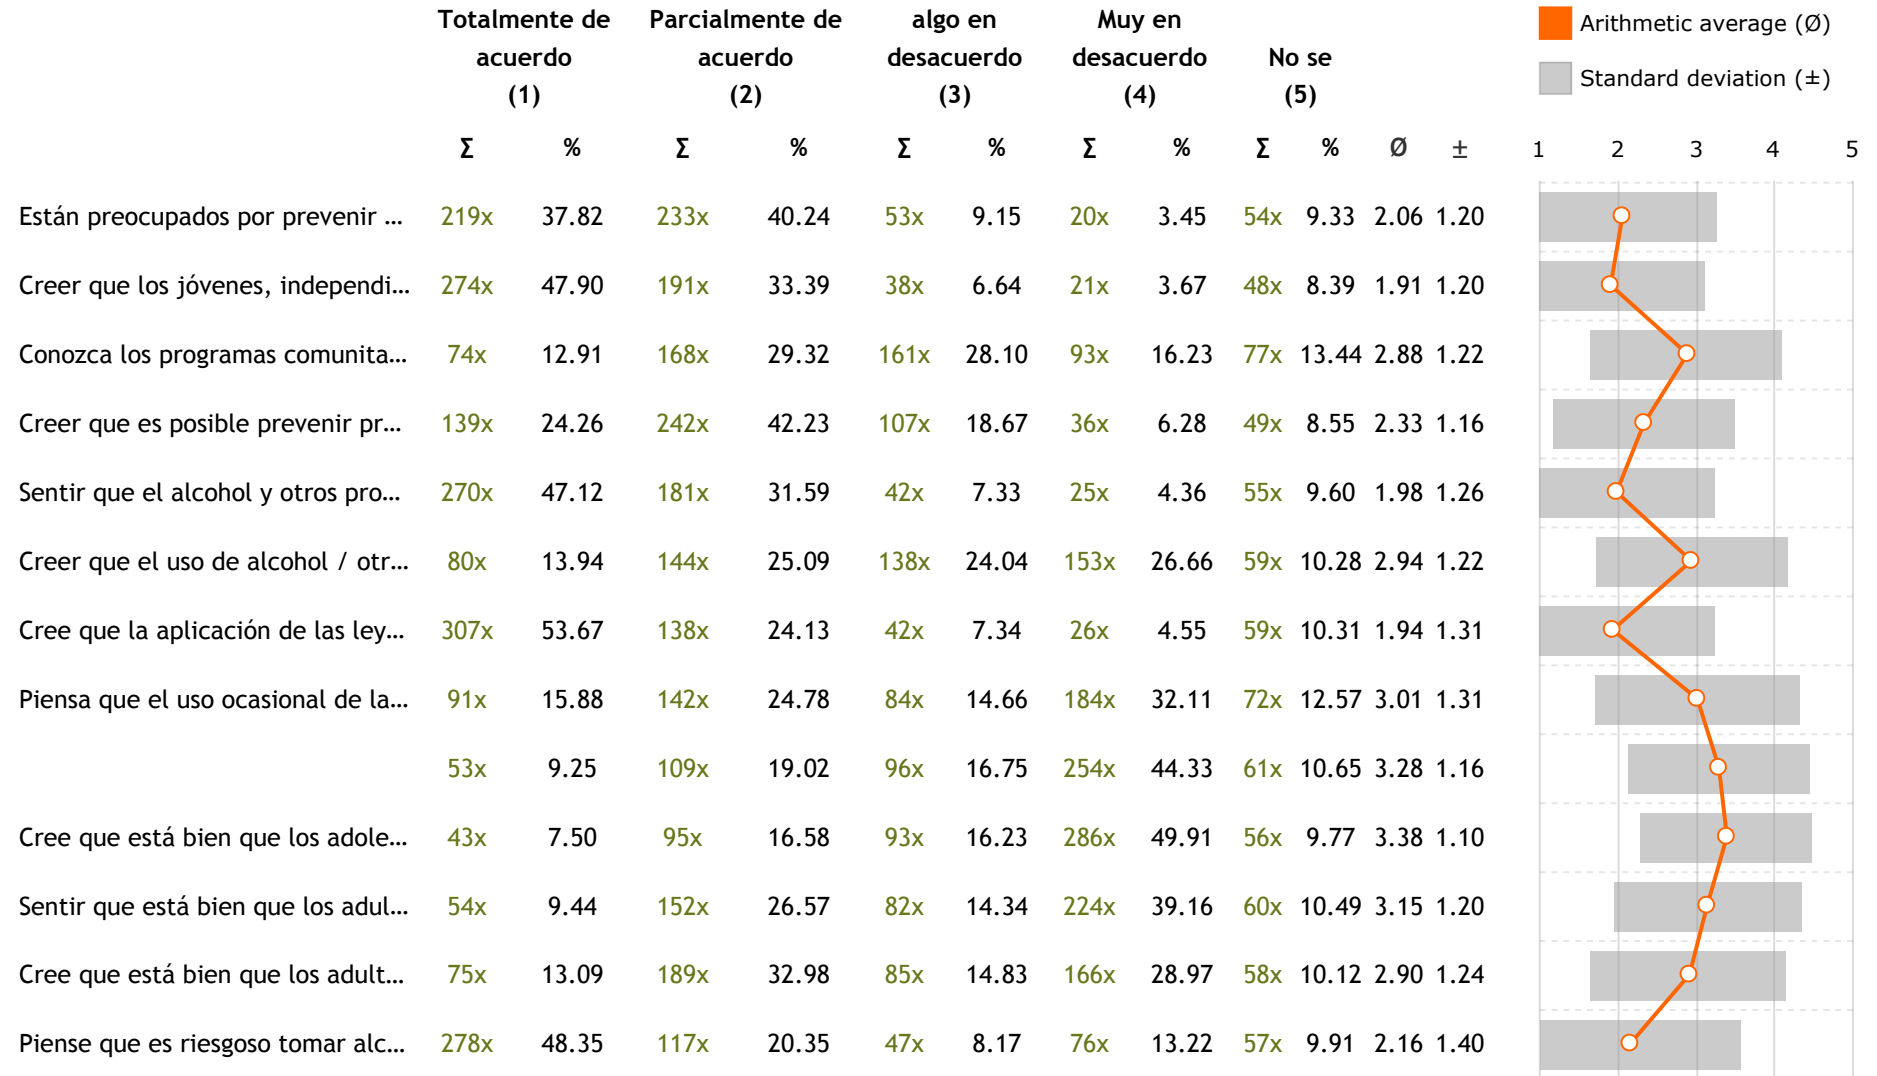 Totalmente de acuerdo (1) Parcialmente de acuerdo (2) algo en desacuerdo (3) Muy en desacuerdo (4) No se (5)
Arithmetic average (Ø)
Standard deviation (±)
Σ % Σ % Σ % Σ % Σ % Ø ± 1 2 3 4 5
Están preocupados por prevenir ... 219x 37.82 233x 40.24 53x 9.15 20x 3.45 54x 9.33 2.06 1.20
Creer que los jóvenes, independi... 274x 47.90 191x 33.39 38x 6.64 21x 3.67 48x 8.39 1.91 1.20
Conozca los programas comunita... 74x 12.91 168x 29.32 161x 28.10 93x 16.23 77x 13.44 2.88 1.22
Creer que es posible prevenir pr... 139x 24.26 242x 42.23 107x 18.67 36x 6.28 49x 8.55 2.33 1.16
Sentir que el alcohol y otros pro... 270x 47.12 181x 31.59 42x 7.33 25x 4.36 55x 9.60 1.98 1.26
Creer que el uso de alcohol / otr... 80x 13.94 144x 25.09 138x 24.04 153x 26.66 59x 10.28 2.94 1.22
Cree que la aplicación de las ley... 307x 53.67 138x 24.13 42x 7.34 26x 4.55 59x 10.31 1.94 1.31
Piensa que el uso ocasional de la... 91x 15.88 142x 24.78 84x 14.66 184x 32.11 72x 12.57 3.01 1.31
53x 9.25 109x 19.02 96x 16.75 254x 44.33 61x 10.65 3.28 1.16
Cree que está bien que los adole... 43x 7.50 95x 16.58 93x 16.23 286x 49.91 56x 9.77 3.38 1.10
Sentir que está bien que los adul... 54x 9.44 152x 26.57 82x 14.34 224x 39.16 60x 10.49 3.15 1.20
Cree que está bien que los adult... 75x 13.09 189x 32.98 85x 14.83 166x 28.97 58x 10.12 2.90 1.24
Piense que es riesgoso tomar alc... 278x 48.35 117x 20.35 47x 8.17 76x 13.22 57x 9.91 2.16 1.40